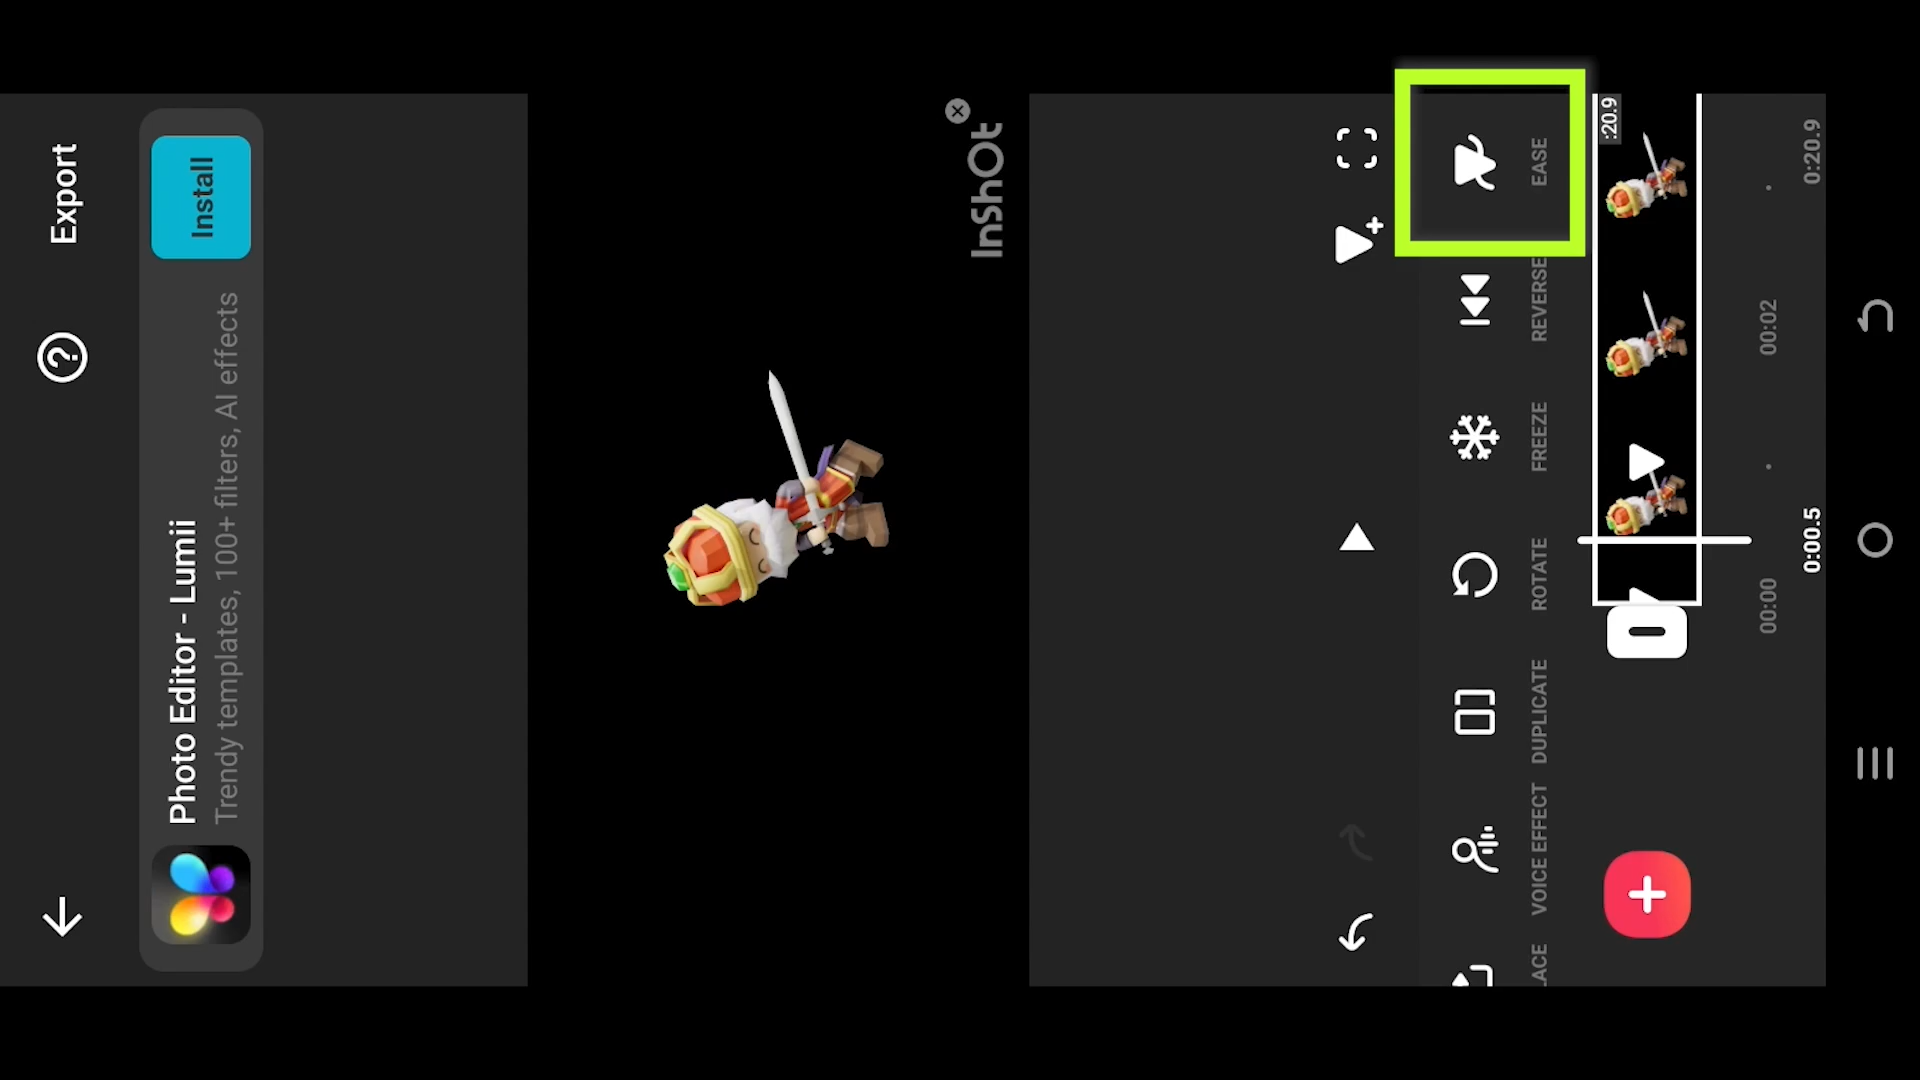 Export
Photo Editor - Lumii
Trendy templates, 100+ filters, AI effects
Install
InShOt
ACE
VOICE EFFECT
DUPLICATE
ROTATE
FREEZE
REVERSE
EASE
:20.9
00:00
00:02
0:00.5
0:20.9